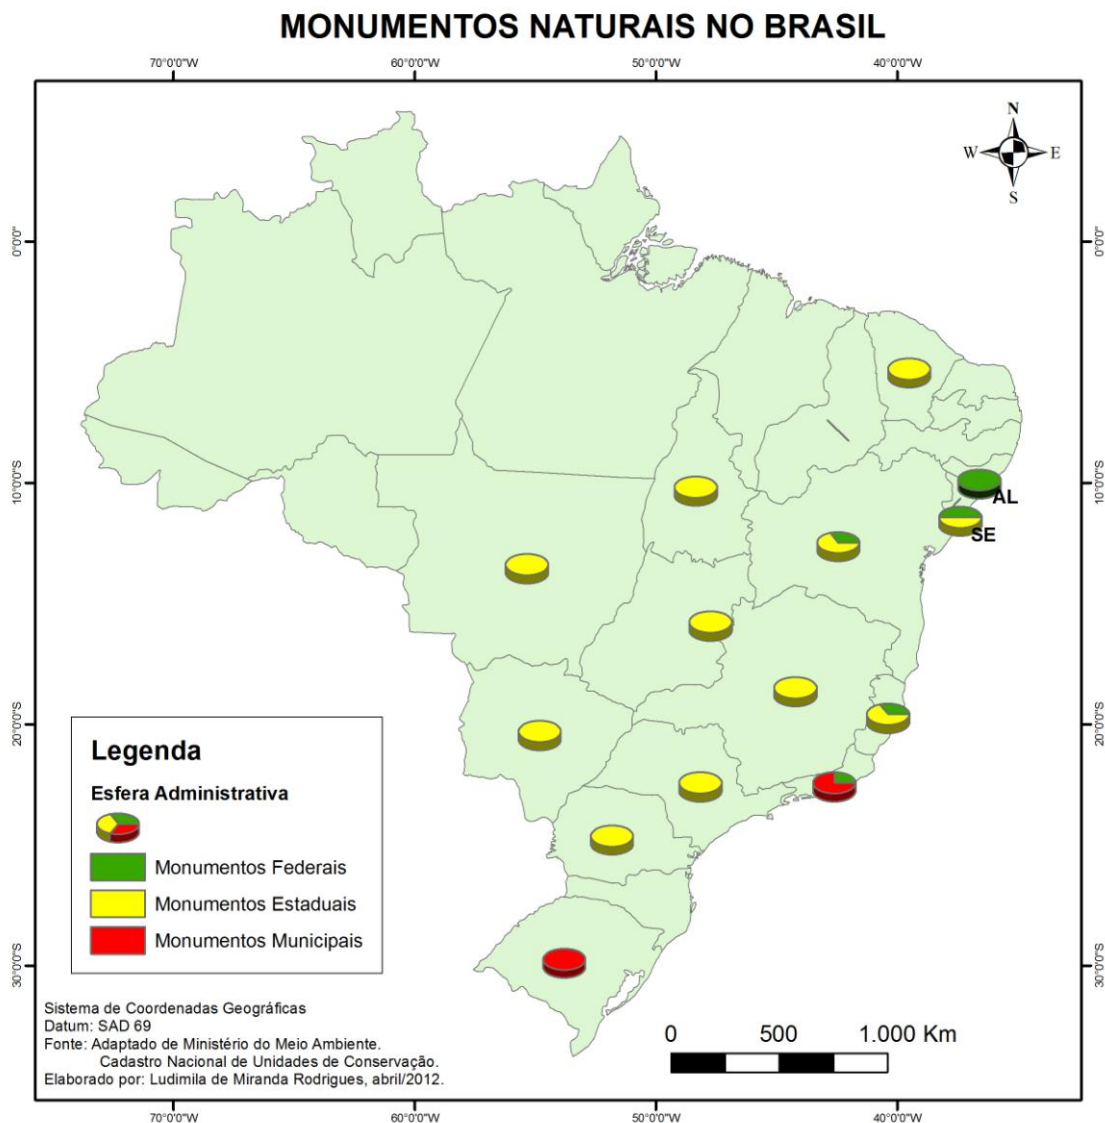 MONUMENTOS NATURAIS NO BRASIL
70°0'0"W 60°0'0"W 50°0'0"W 40°0'0"W
N
W E
S
0°0'0" 0°0'0"
10°0'0"S 10°0'0"S
AL
SE
20°0'0"S 20°0'0"S
Legenda
Esfera Administrativa
Monumentos Federais
Monumentos Estaduais
Monumentos Municipais
30°0'0"S 30°0'0"S
Sistema de Coordenadas Geográficas
Datum: SAD 69
Fonte: Adaptado de Ministério do Meio Ambiente.
Cadastro Nacional de Unidades de Conservação.
Elaborado por: Ludimila de Miranda Rodrigues, abril/2012.
0 500 1.000 Km
70°0'0"W 60°0'0"W 50°0'0"W 40°0'0"W